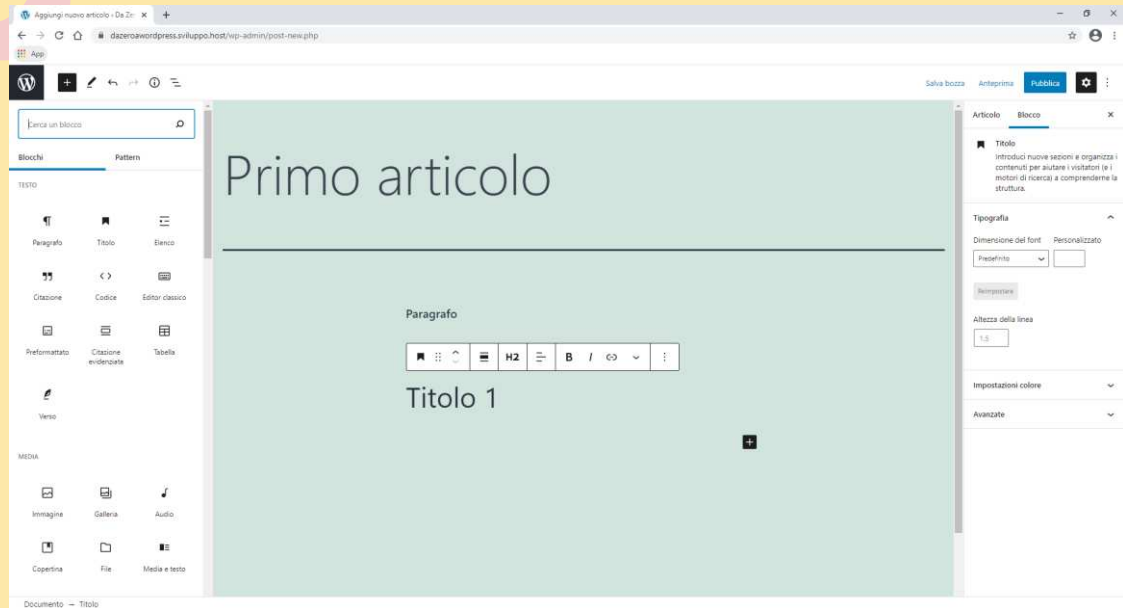 Aggiungi nuovo articolo ‹ Da Ze
dazeroawordpress.sviluppo.host/wp-admin/post-new.php
App
Salva bozza
Anteprima
Pubblica
Cerca un blocco
Blocchi
Pattern
TESTO
Paragrafo
Titolo
Elenco
Citazione
Codice
Editor classico
Preformattato
Citazione
evidenziata
Tabella
Verso
MEDIA
Immagine
Galleria
Audio
Copertina
File
Media e testo
Primo articolo
Paragrafo
H2
B
I
Titolo 1
Articolo
Blocco
Titolo
Introduci nuove sezioni e organizza i
contenuti per aiutare i visitatori (e i
motori di ricerca) a comprenderne la
struttura.
Tipografia
Dimensione del font
Personalizzato
Predefinito
Reimpostare
Altezza della linea
1.5
Impostazioni colore
Avanzate
Documento → Titolo